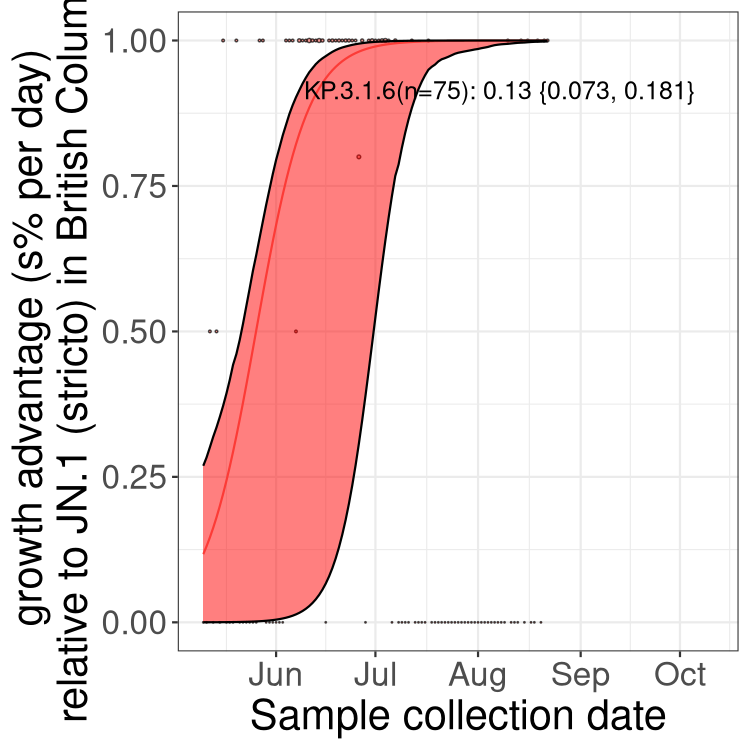 growth advantage (s% per day)
relative to JN.1 (stricto) in British Colum
1.00
0.75
0.50
0.25
0.00
KP.3.1.6(n=75): 0.13 {0.073, 0.181}
Jun Jul Aug Sep Oct
Sample collection date